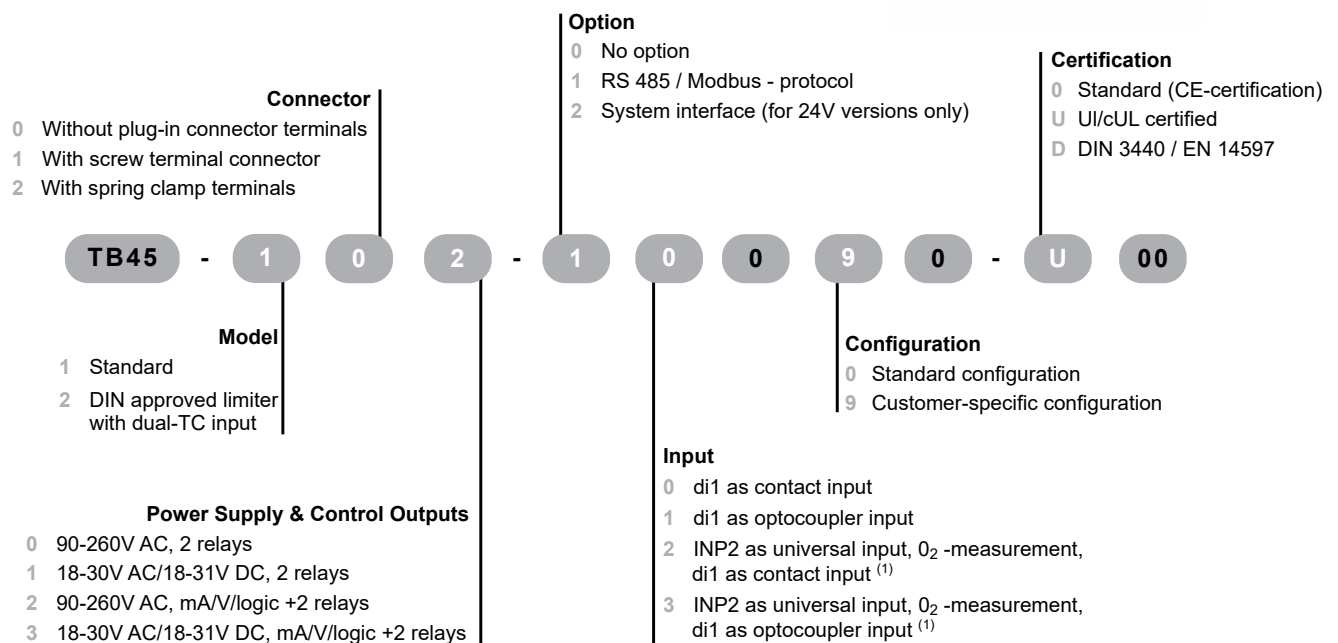 Option
0 No option
1 RS 485 / Modbus - protocol
2 System interface (for 24V versions only)
Certification
0 Standard (CE-certification)
U Ul/cUL certified
D DIN 3440 / EN 14597
Connector
0 Without plug-in connector terminals
1 With screw terminal connector
2 With spring clamp terminals
TB45 - 1 0 2 - 1 0 0 9 0 - U 00
Model
1 Standard
2 DIN approved limiter
with dual-TC input
Configuration
0 Standard configuration
9 Customer-specific configuration
Power Supply & Control Outputs
0 90-260V AC, 2 relays
1 18-30V AC/18-31V DC, 2 relays
2 90-260V AC, mA/V/logic +2 relays
3 18-30V AC/18-31V DC, mA/V/logic +2 relays
Input
0 di1 as contact input
1 di1 as optocoupler input
2 INP2 as universal input, 0₂ -measurement,
di1 as contact input (1)
3 INP2 as universal input, 0₂ -measurement,
di1 as optocoupler input (1)